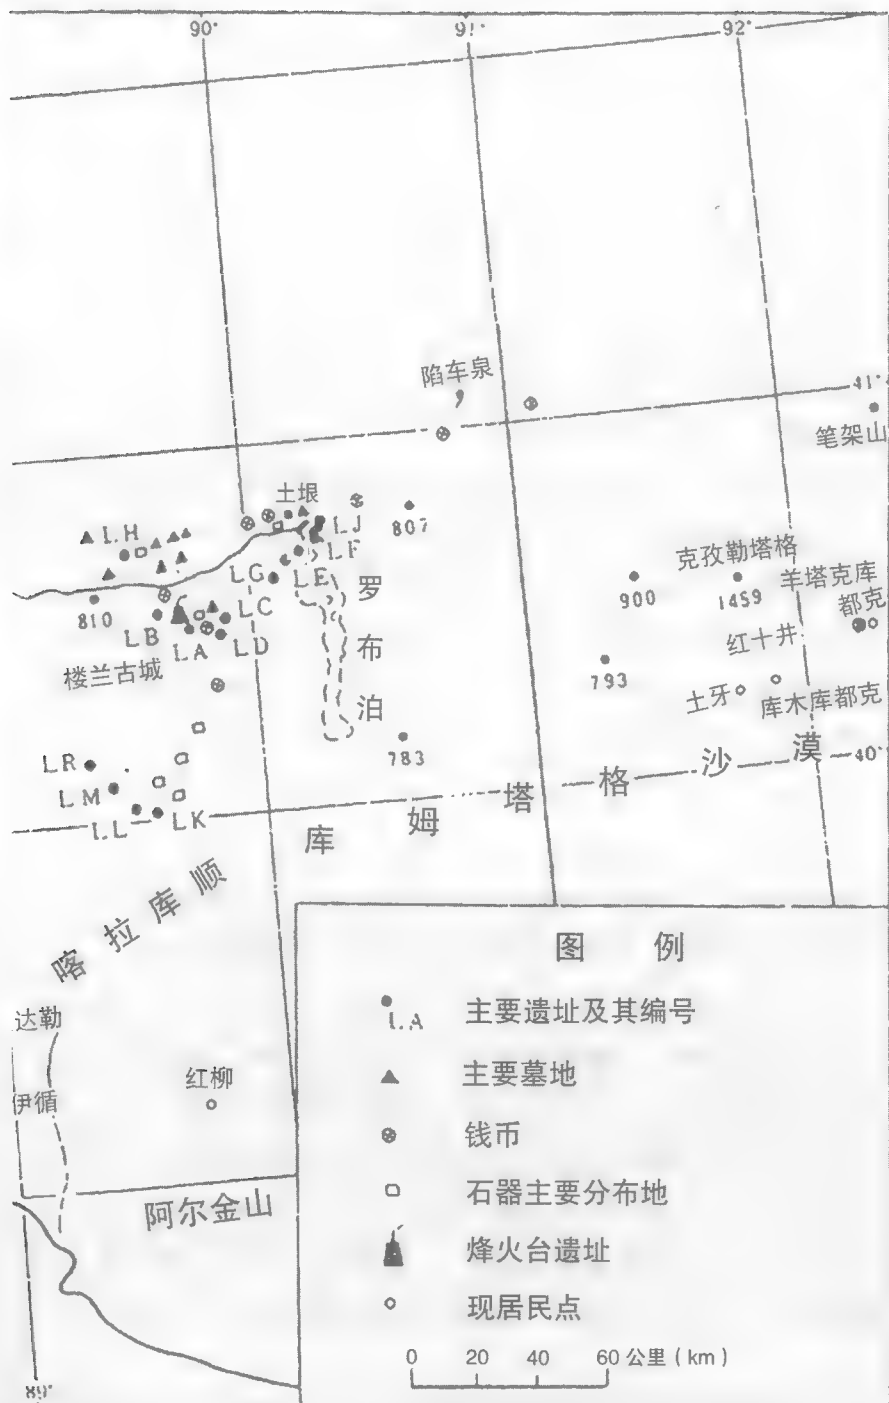 90° 91° 92°
陷车泉
41°
笔架山
土垠
LH
LJ
807
LF
克孜勒塔格
LG
LE
罗布泊
900
1459
羊塔克库都克
810
LC
LB
LA
LD
红十井
楼兰古城
793
土牙
库木库都克
783
LR
40°
LM
LL
LK
库姆塔格沙漠
喀拉库顺
达勒
红柳
伊循
阿尔金山
89°
图 例
LA 主要遗址及其编号
主要墓地
钱币
石器主要分布地
烽火台遗址
现居民点
0 20 40 60 公里(km)